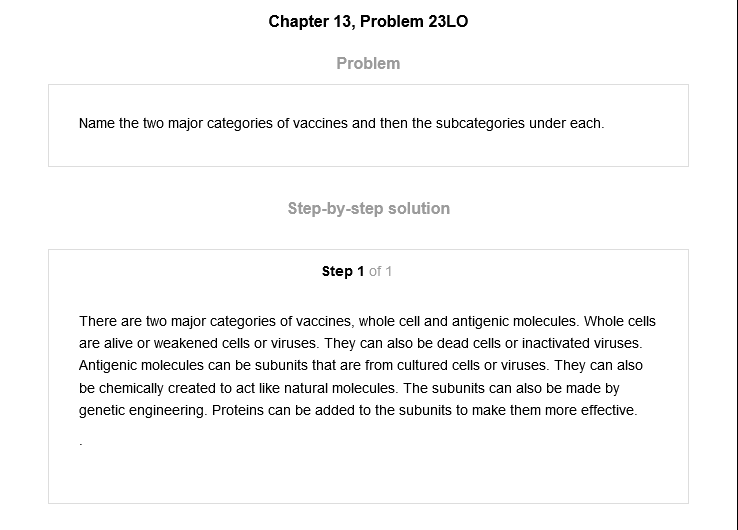 Chapter 13, Problem 23LO
Problem
Name the two major categories of vaccines and then the subcategories under each.
Step-by-step solution
Step 1 of 1
There are two major categories of vaccines, whole cell and antigenic molecules. Whole cells
are alive or weakened cells or viruses. They can also be dead cells or inactivated viruses.
Antigenic molecules can be subunits that are from cultured cells or viruses. They can also
be chemically created to act like natural molecules. The subunits can also be made by
genetic engineering. Proteins can be added to the subunits to make them more effective.
.